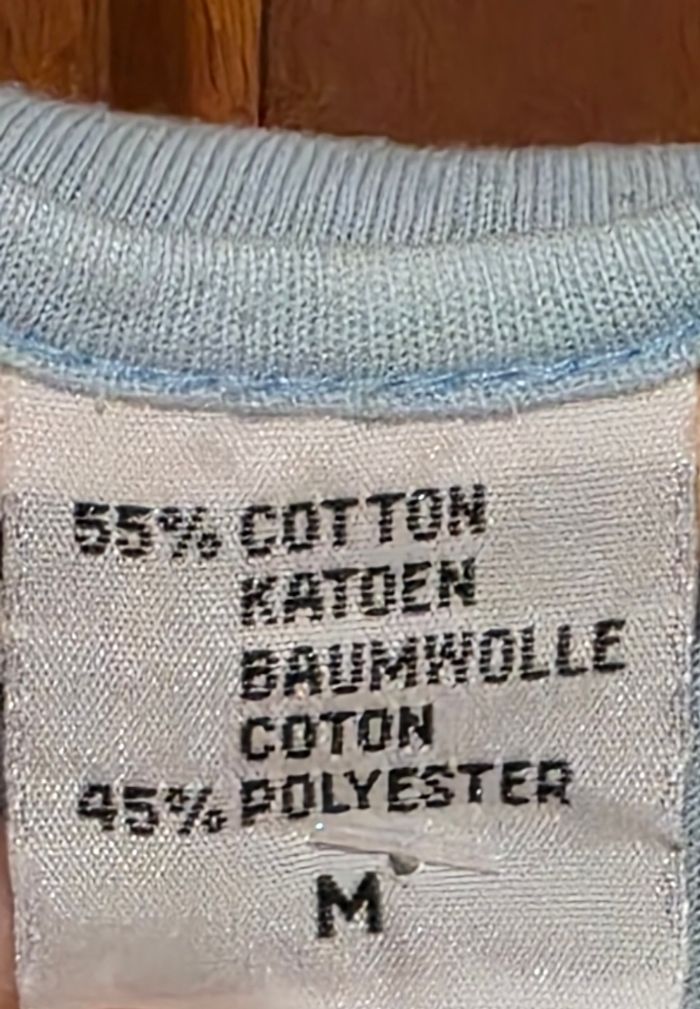 55% COTTON
KATOEN
BAUMWOLLE
COTON
45% POLYESTER
M